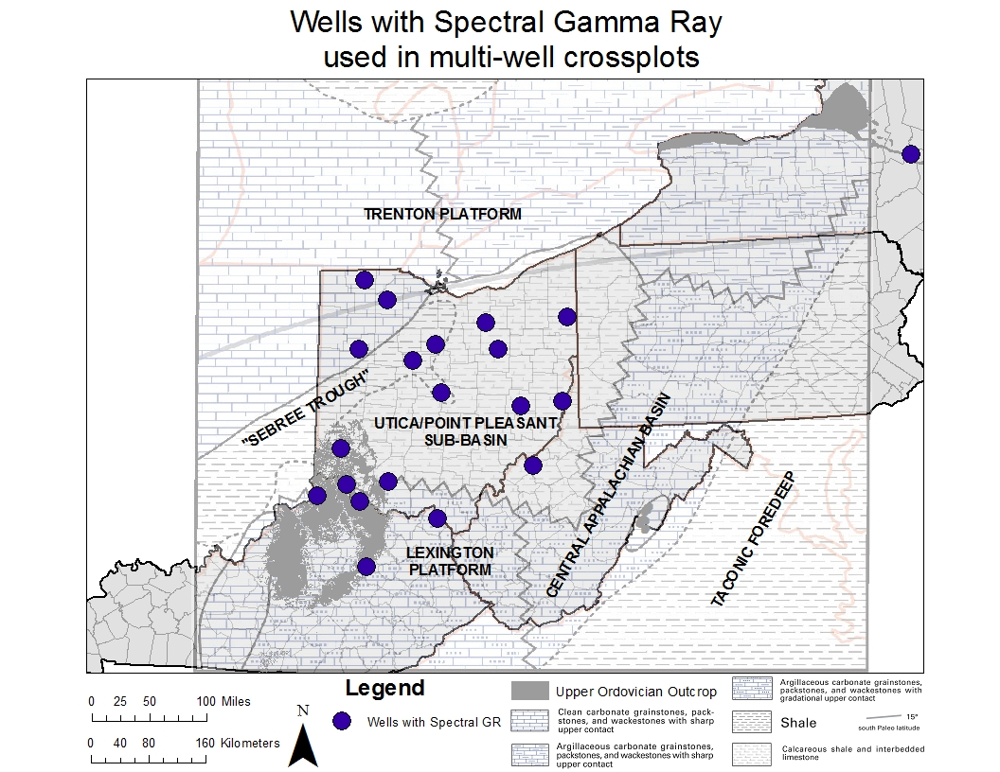 Wells with Spectral Gamma Ray
used in multi-well crossplots
TRENTON PLATFORM
"SEBREE TROUGH"
UTICA/POINT PLEASANT
SUB-BASIN
LEXINGTON
PLATFORM
CENTRAL APPALACHIAN BASIN
TACONIC FOREDEEP
Legend
0 25 50 100 Miles
0 40 80 160 Kilometers
N
Wells with Spectral GR
Upper Ordovician Outcrop
Clean carbonate grainstones, pack-
stones, and wackestones with sharp
upper contact
Argillaceous carbonate grainstones,
packstones, and wackestones with sharp
upper contact
Argillaceous carbonate grainstones,
packstones, and wackestones with
gradational upper contact
Shale
15°
south Paleo latitude
Calcareous shale and interbedded
limestone